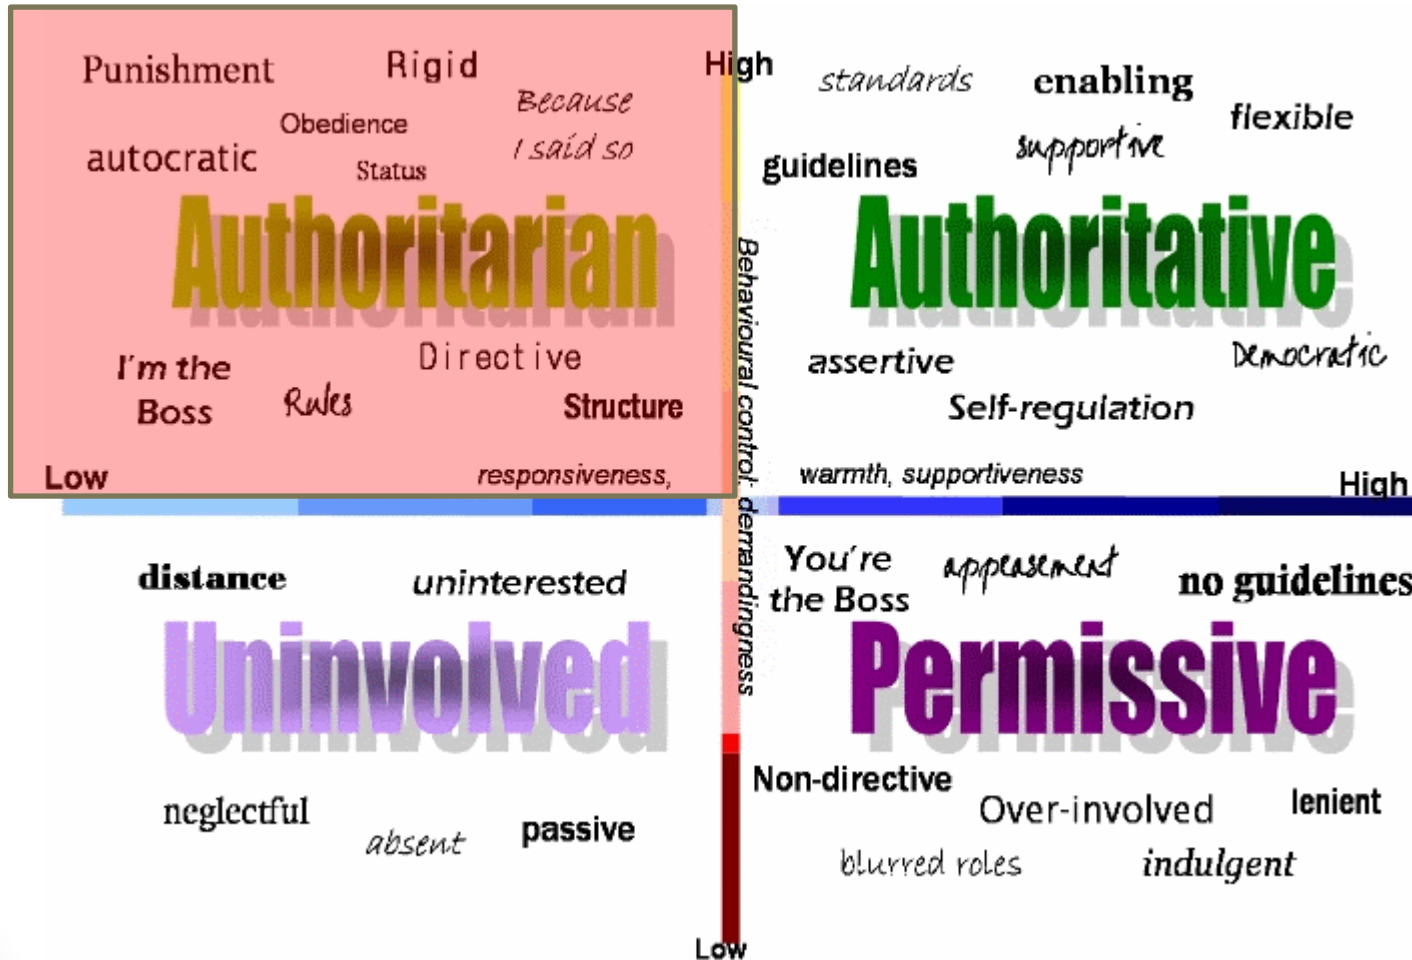 Punishment
Rigid
Because
I said so
Obedience
autocratic
Status
Authoritarian
I'm the
Boss
Rules
Directive
Structure
High
standards
enabling
flexible
supportive
guidelines
Authoritative
assertive
Democratic
Self-regulation
Low
responsiveness,
warmth, supportiveness
High
Behavioural control, demandingness
distance
uninterested
Uninvolved
neglectful
absent
passive
You're
the Boss
appeasement
no guidelines
Permissive
Non-directive
Over-involved
lenient
blurred roles
indulgent
Low